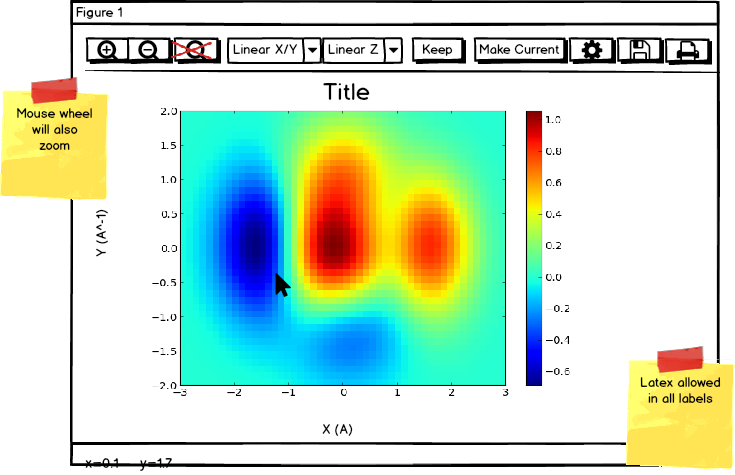 Figure 1
Linear X/Y
Linear Z
Keep
Make Current
Mouse wheel
will also
zoom
Title
2.0
1.5
1.0
0.5
0.0
−0.5
−1.0
−1.5
−2.0
Y (A^-1)
−3
−2
−1
0
1
2
3
X (A)
1.0
0.8
0.6
0.4
0.2
0.0
−0.2
−0.4
−0.6
Latex allowed
in all labels
x=0.1 y=1.7